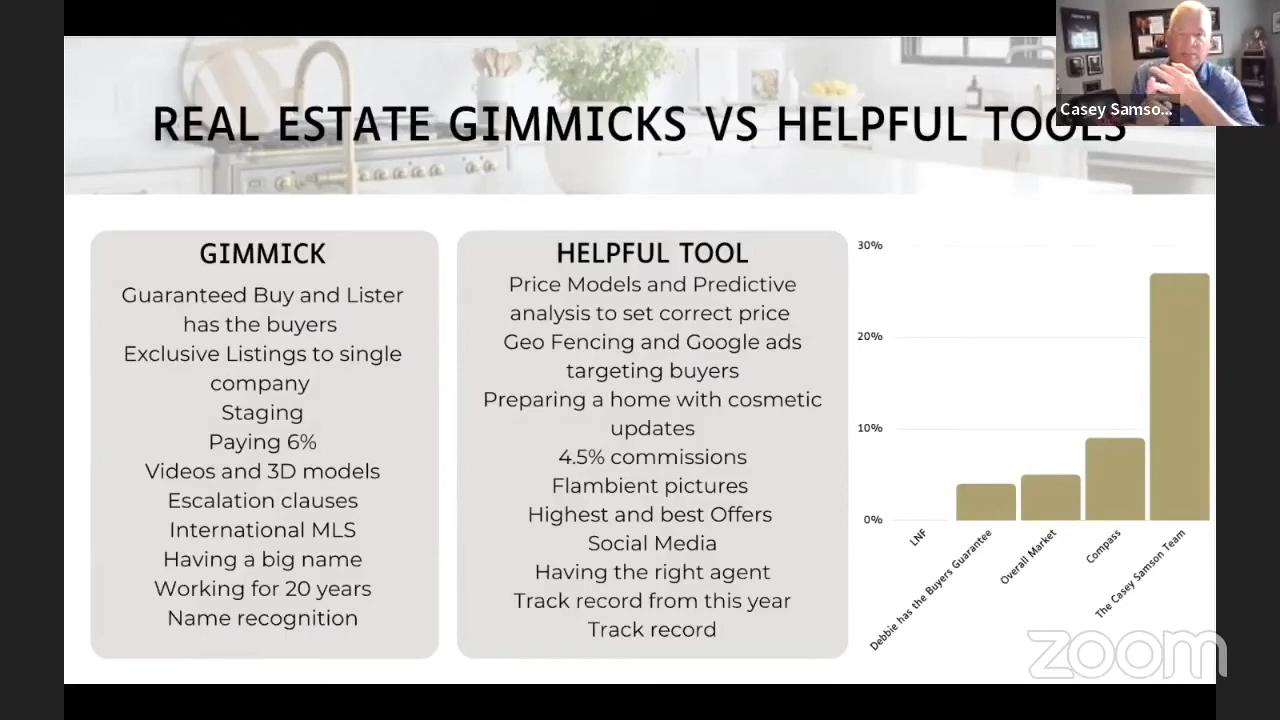 REAL ESTATE GIMMICKS VS HELPFUL TOOLS
Casey Samso...
GIMMICK
Guaranteed Buy and Lister
has the buyers
Exclusive Listings to single
company
Staging
Paying 6%
Videos and 3D models
Escalation clauses
International MLS
Having a big name
Working for 20 years
Name recognition
HELPFUL TOOL
Price Models and Predictive
analysis to set correct price
Geo Fencing and Google ads
targeting buyers
Preparing a home with cosmetic
updates
4.5% commissions
Flambient pictures
Highest and best Offers
Social Media
Having the right agent
Track record from this year
Track record
30%
20%
10%
0%
LNF
Debbie has the Buyers Guarantee
Overall Market
Compass
The Casey Samson Team
zoom